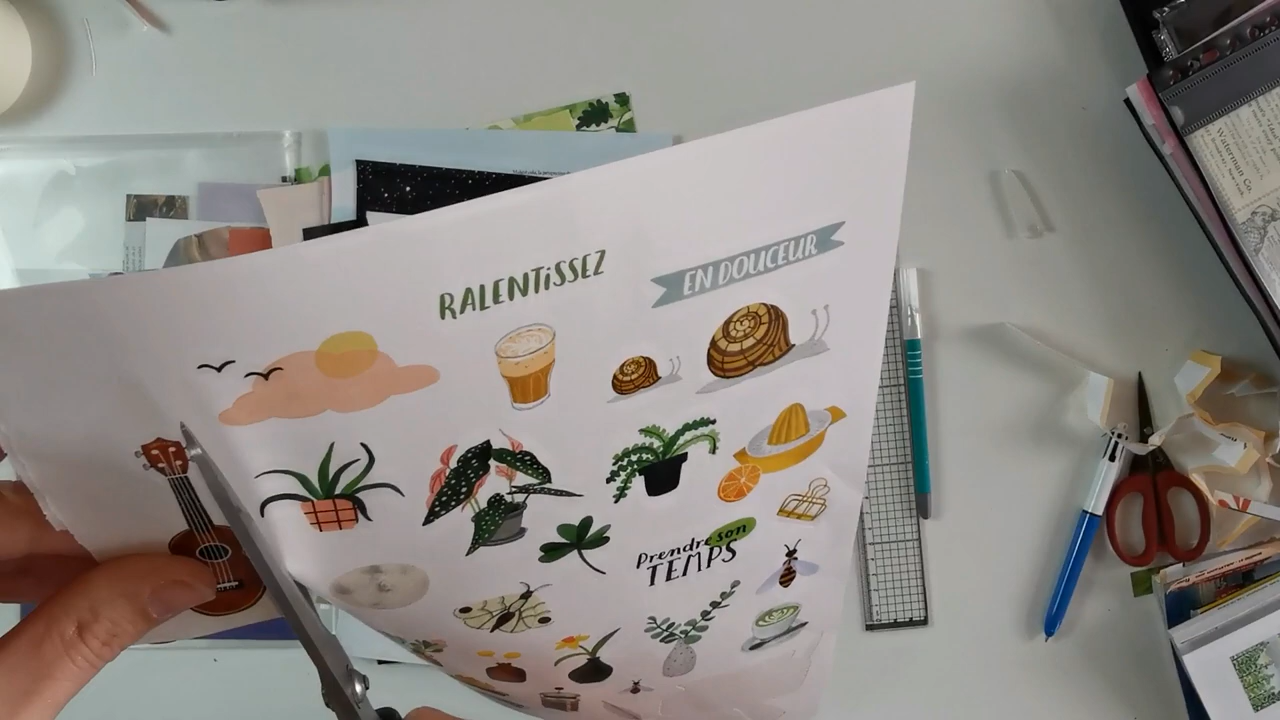 RALENTiSSEZ
EN DOUCEUR
Prendre son
TEMPS
Waterman Co.